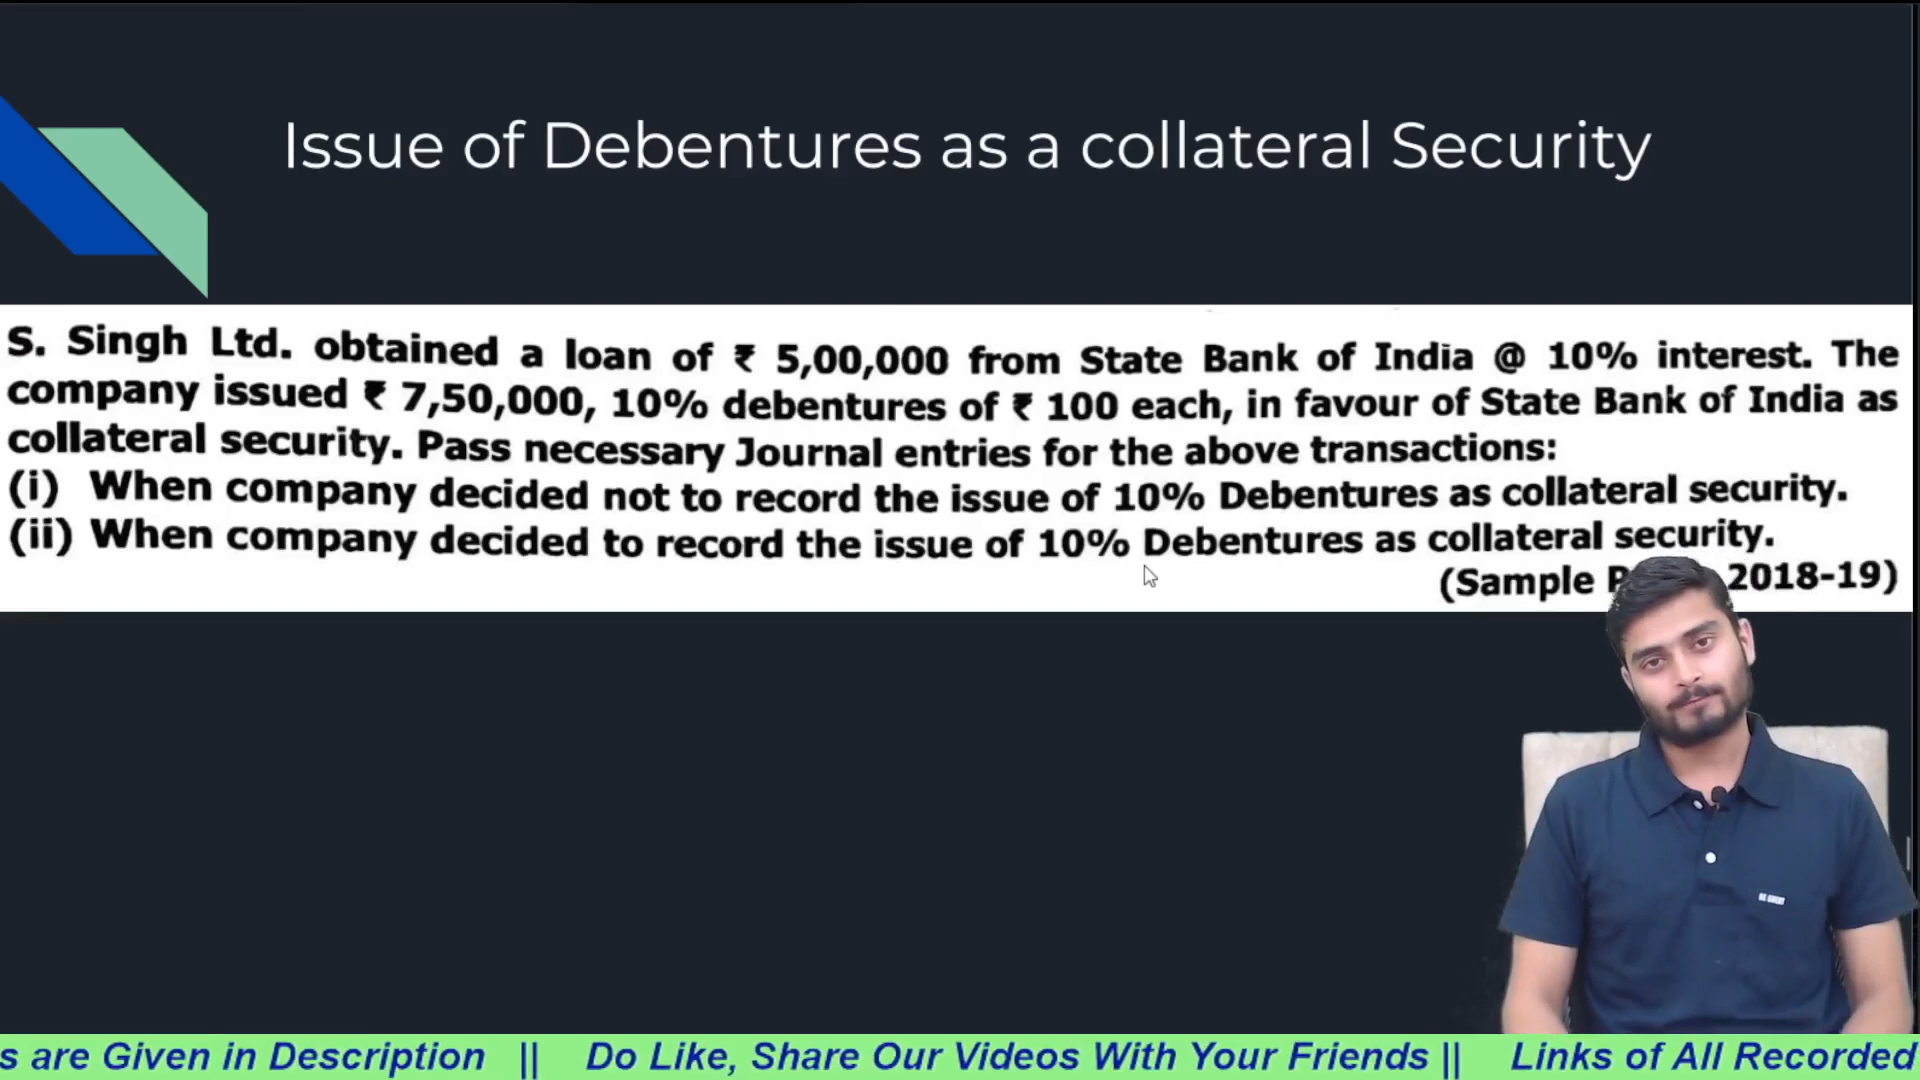 Issue of Debentures as a collateral Security
S. Singh Ltd. obtained a loan of ₹ 5,00,000 from State Bank of India @ 10% interest. The
company issued ₹ 7,50,000, 10% debentures of ₹ 100 each, in favour of State Bank of India as
collateral security. Pass necessary Journal entries for the above transactions:
(i) When company decided not to record the issue of 10% Debentures as collateral security.
(ii) When company decided to record the issue of 10% Debentures as collateral security.
(Sample 2018-19)
s are Given in Description || Do Like, Share Our Videos With Your Friends || Links of All Recorded